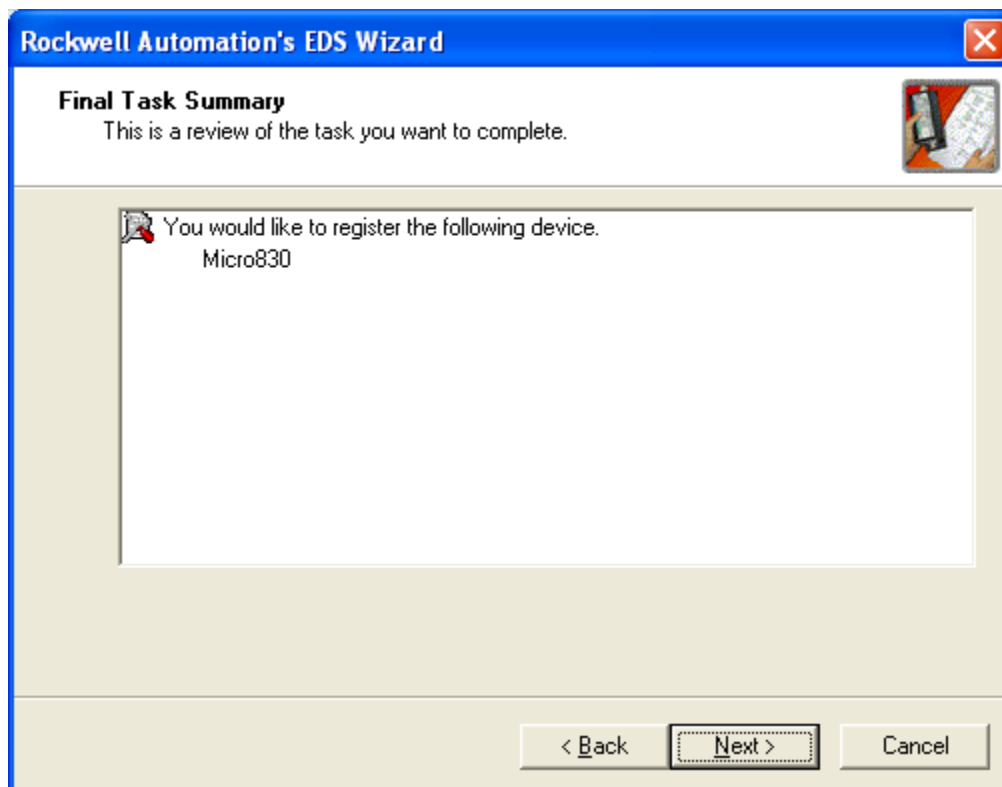 Rockwell Automation's EDS Wizard
Final Task Summary
This is a review of the task you want to complete.
You would like to register the following device.
Micro830
< Back
Next >
Cancel